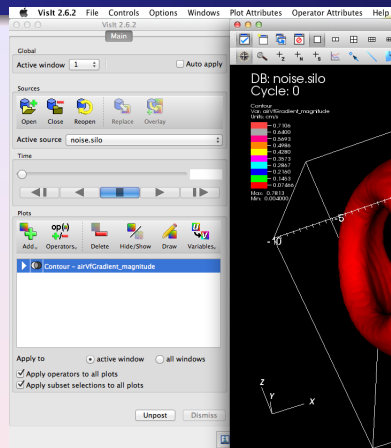 VisIt 2.6.2 File Controls Options Windows Plot Attributes Operator Attributes Help
VisIt 2.6.2
Main
Global
Active window 1
Auto apply
Sources
Open Close Reopen Replace Overlay
Active source noise.silo
Time
Plots
Add Operators Delete Hide/Show Draw Variables
Contour - airVfGradient_magnitude
Apply to active window all windows
Apply operators to all plots
Apply subset selections to all plots
Unpost Dismiss
DB: noise.silo
Cycle: 0
Contour
Var: airVfGradient_magnitude
Units: cm/s
0.7106
0.6400
0.5693
0.4986
0.4280
0.3573
0.2867
0.2160
0.1453
0.07466
Max: 0.7813
Min: 0.004000
-10
-5
Z
Y
X